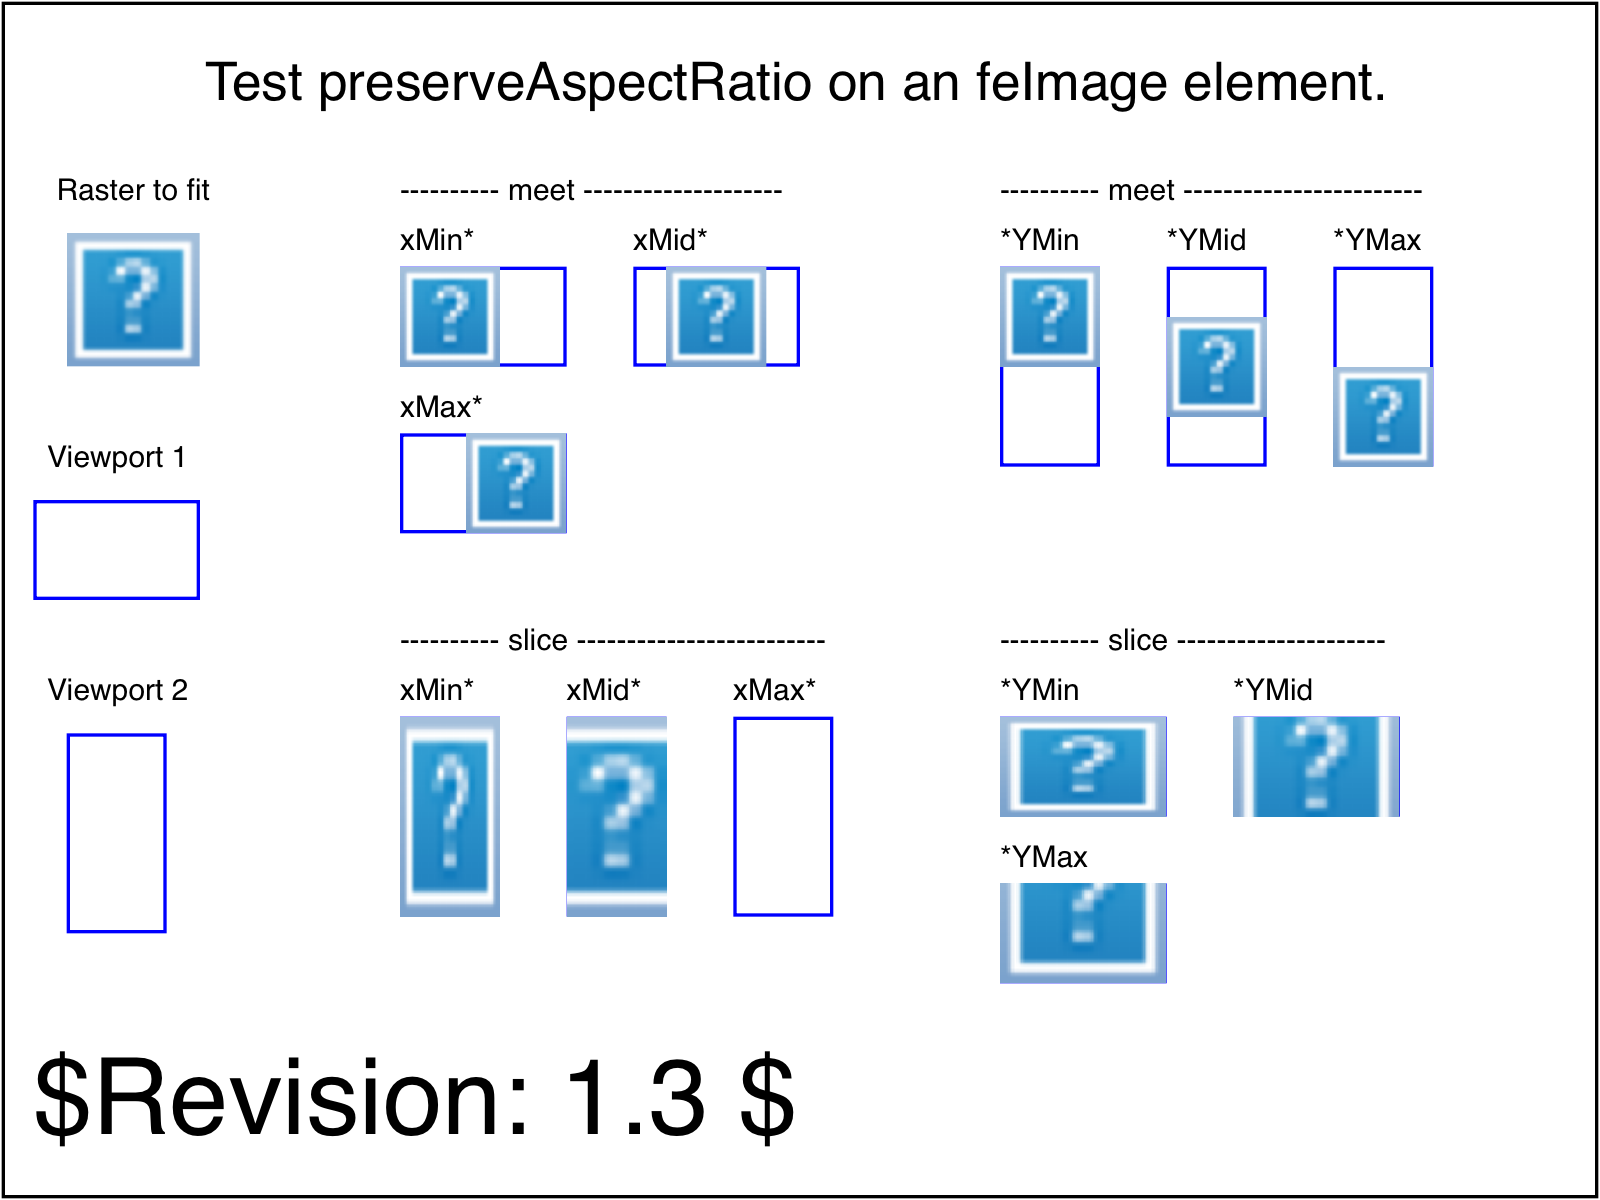 Test preserveAspectRatio on an feImage element.
Raster to fit
---------- meet --------------------
---------- meet ------------------------
xMin*
xMid*
*YMin
*YMid
*YMax
?
?
?
?
?
?
xMax*
?
Viewport 1
---------- slice -------------------------
---------- slice ---------------------
Viewport 2
xMin*
xMid*
xMax*
*YMin
*YMid
?
?
?
?
*YMax
?
$Revision: 1.3 $